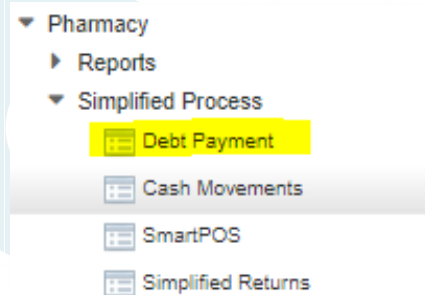 Pharmacy
Reports
Simplified Process
Debt Payment
Cash Movements
SmartPOS
Simplified Returns